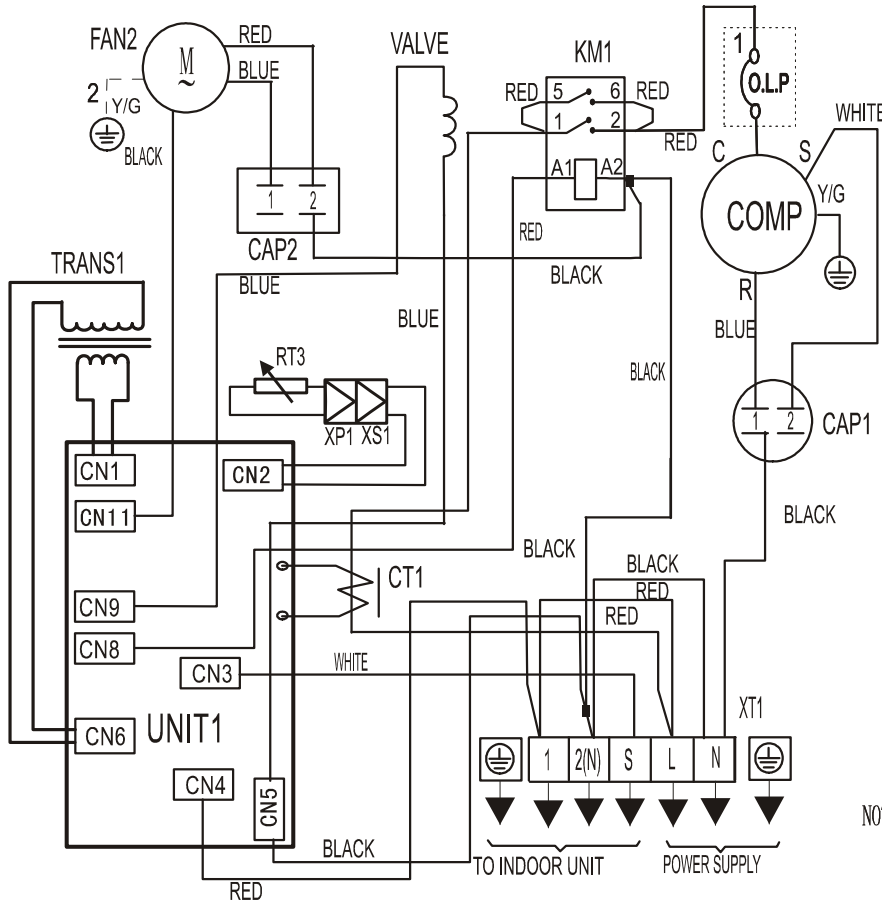 FAN2
RED
BLUE
M
~
2
Y/G
BLACK
VALVE
KM1
RED
5
6
RED
1
2
RED
A1
A2
1
O.L.P
WHITE
C
S
Y/G
COMP
R
BLUE
1
2
CAP2
RED
BLACK
BLUE
TRANS1
BLUE
RT3
XP1
XS1
BLACK
1
2
CAP1
CN1
CN2
CN11
BLACK
BLACK
CT1
BLACK
RED
RED
CN9
CN8
CN3
WHITE
CN6
UNIT1
XT1
1
2(N)
S
L
N
CN4
CN5
BLACK
RED
TO INDOOR UNIT
POWER SUPPLY